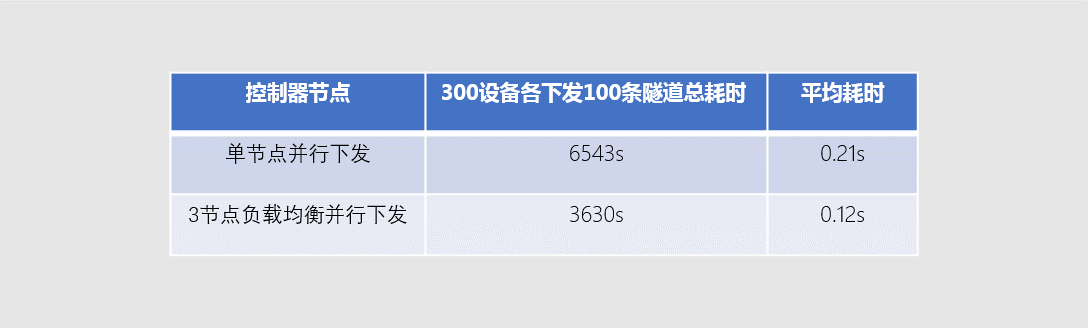 控制器节点 300设备各下发100条隧道总耗时 平均耗时
单节点并行下发 6543s 0.21s
3节点负载均衡并行下发 3630s 0.12s